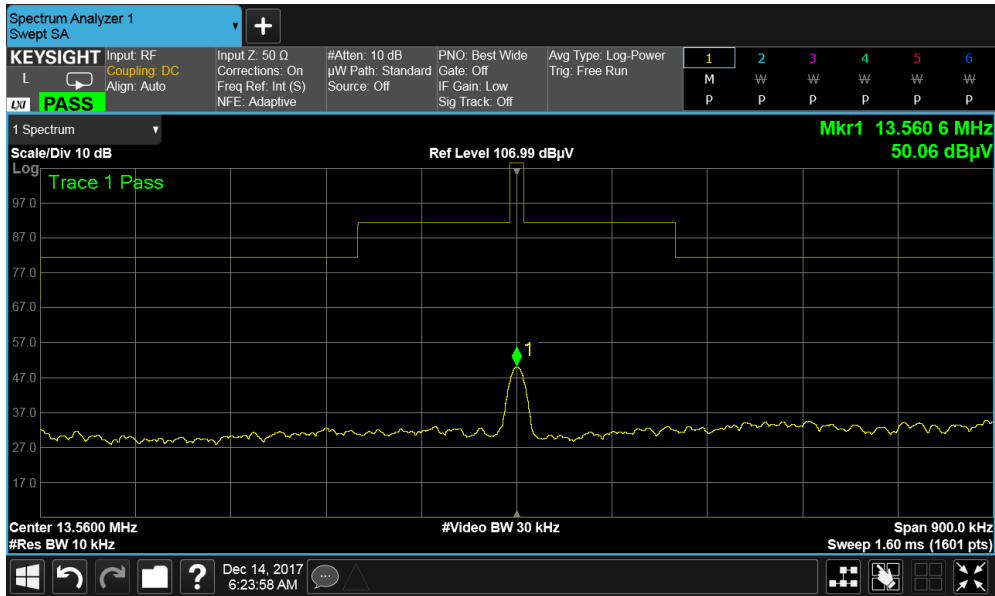 Spectrum Analyzer 1
Swept SA
KEYSIGHT
L
LXI PASS
Input: RF
Coupling: DC
Align: Auto
Input Z: 50 Ω
Corrections: On
Freq Ref: Int (S)
NFE: Adaptive
#Atten: 10 dB
µW Path: Standard
Source: Off
PNO: Best Wide
Gate: Off
IF Gain: Low
Sig Track: Off
Avg Type: Log-Power
Trig: Free Run
1 2 3 4 5 6
M W W W W W
P P P P P P
1 Spectrum
Mkr1 13.560 6 MHz
Scale/Div 10 dB
Ref Level 106.99 dBµV
50.06 dBµV
Log
Trace 1 Pass
97.0
87.0
77.0
67.0
57.0
1
47.0
37.0
27.0
17.0
Center 13.5600 MHz
#Video BW 30 kHz
Span 900.0 kHz
#Res BW 10 kHz
Sweep 1.60 ms (1601 pts)
?
Dec 14, 2017
6:23:58 AM